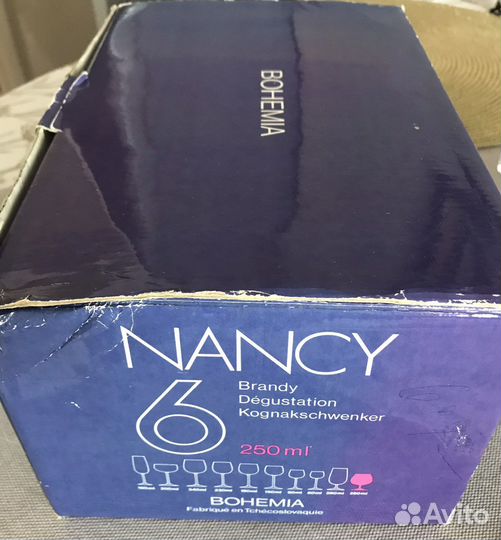 BOHEMIA
NANCY
6
Brandy
Dégustation
Kognakschwenker
250 ml
BOHEMIA
Fabriqué en Tchécoslovaquie
Avito